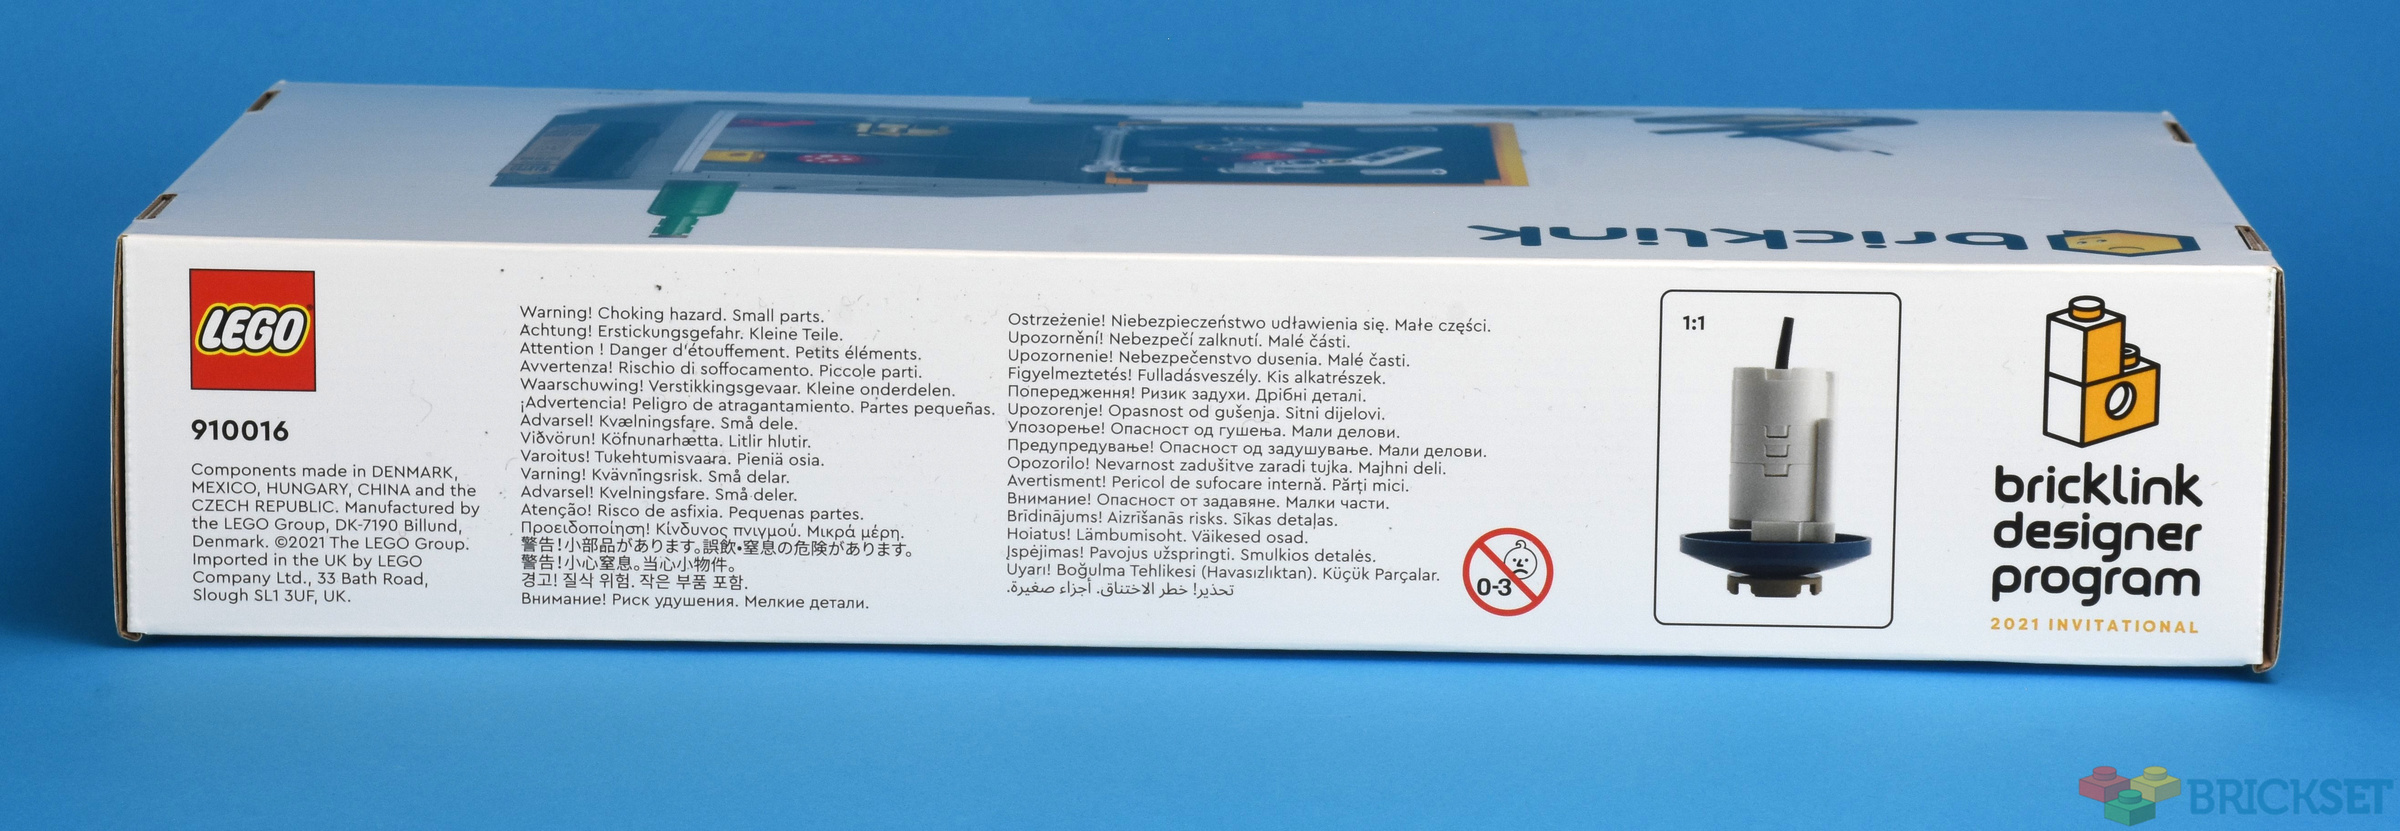 bricklink
LEGO
910016
Components made in DENMARK,
MEXICO, HUNGARY, CHINA and the
CZECH REPUBLIC. Manufactured by
the LEGO Group, DK-7190 Billund,
Denmark. ©2021 The LEGO Group.
Imported in the UK by LEGO
Company Ltd., 33 Bath Road,
Slough SL1 3UF, UK.
Warning! Choking hazard. Small parts.
Achtung! Erstickungsgefahr. Kleine Teile.
Attention ! Danger d'étouffement. Petits éléments.
Avvertenza! Rischio di soffocamento. Piccole parti.
Waarschuwing! Verstikkingsgevaar. Kleine onderdelen.
¡Advertencia! Peligro de atragantamiento. Partes pequeñas.
Advarsel! Kvælningsfare. Små dele.
Viðvörun! Köfnunarhætta. Litlir hlutir.
Varoitus! Tukehtumisvaara. Pieniä osia.
Varning! Kvävningsrisk. Små delar.
Advarsel! Kvelningsfare. Små deler.
Atenção! Risco de asfixia. Pequenas partes.
Προειδοποίηση! Κίνδυνος πνιγμού. Μικρά μέρη.
警告!小部品があります。誤飲・窒息の危険があります。
警告!小心窒息。当心小物件。
경고! 질식 위험. 작은 부품 포함.
Внимание! Риск удушения. Мелкие детали.
Ostrzeżenie! Niebezpieczeństwo udławienia się. Małe części.
Upozornění! Nebezpečí zalknutí. Malé části.
Upozornenie! Nebezpečenstvo dusenia. Malé časti.
Figyelmeztetés! Fulladásveszély. Kis alkatrészek.
Попередження! Ризик задухи. Дрібні деталі.
Upozorenje! Opasnost od gušenja. Sitni dijelovi.
Упозорење! Опасност од гушења. Мали делови.
Предупредување! Опасност од задушување. Мали делови.
Opozorilo! Nevarnost zadušitve zaradi tujka. Majhni deli.
Avertisment! Pericol de sufocare internă. Părți mici.
Внимание! Опасност от задавяне. Малки части.
Brīdinājums! Aizrīšanās risks. Sīkas detaļas.
Hoiatus! Lämbumisoht. Väikesed osad.
Įspėjimas! Pavojus užspringti. Smulkios detalės.
Uyarı! Boğulma Tehlikesi (Havasızlıktan). Küçük Parçalar.
تحذير! خطر الاختناق. أجزاء صغيرة.
0-3
1:1
bricklink
designer
program
2021 INVITATIONAL
BRICKSET